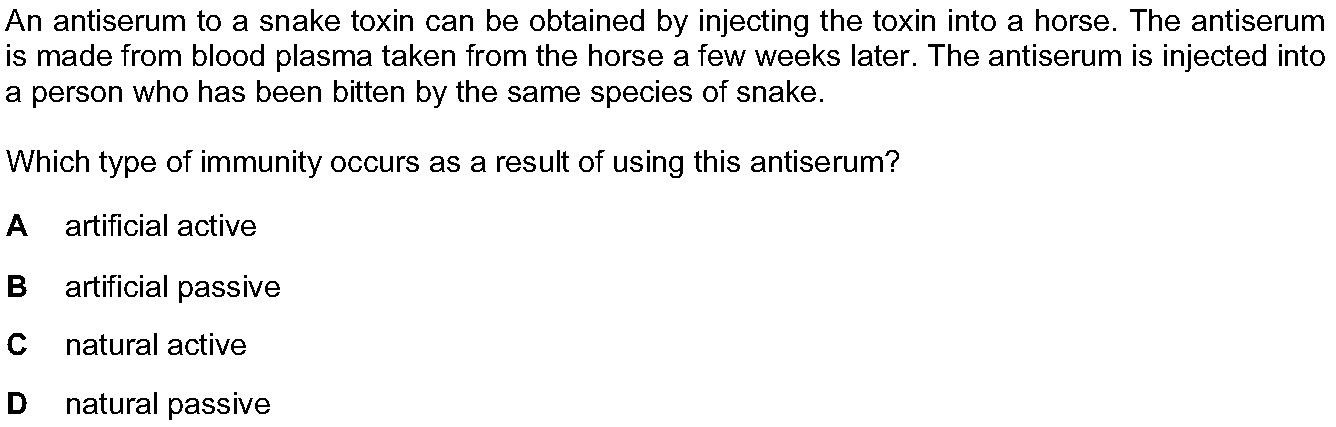 An antiserum to a snake toxin can be obtained by injecting the toxin into a horse. The antiserum
is made from blood plasma taken from the horse a few weeks later. The antiserum is injected into
a person who has been bitten by the same species of snake.
Which type of immunity occurs as a result of using this antiserum?
A artificial active
B artificial passive
C natural active
D natural passive